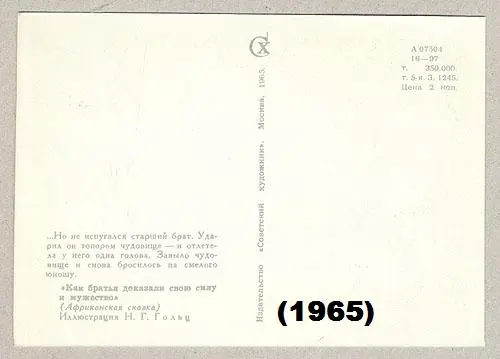 СХ
А 07504
16—07
т. 350.000.
т. 5-я. З. 1245.
Цена 2 коп.
Издательство «Советский художник». Москва. 1965.
...Но не испугался старший брат. Уда-
рил он топором чудовище — и отлете-
ла у него одна голова. Завыло чудо-
вище и снова бросилось на смелого
юношу.
«Как братья доказали свою силу
и мужество»
(Африканская сказка)
Иллюстрация Н. Г. Гольц
(1965)